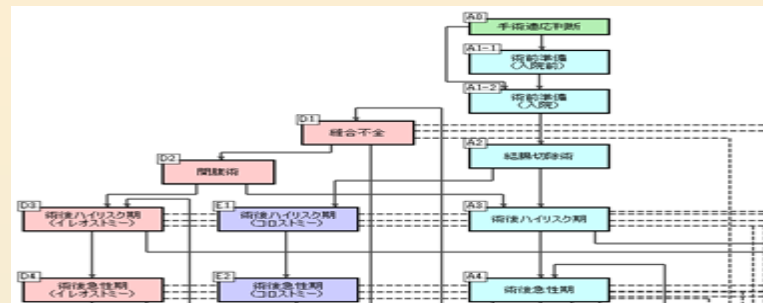 A0
手術適応判断
A1-1
術前準備
(入院前)
A1-2
術前準備
(入院)
D1
縫合不全
A2
結腸切除術
D2
開腹術
D3
術後ハイリスク期
(イレオストミー)
E1
術後ハイリスク期
(コロストミー)
A3
術後ハイリスク期
D4
術後急性期
(イレオストミー)
E2
術後急性期
(コロストミー)
A4
術後急性期